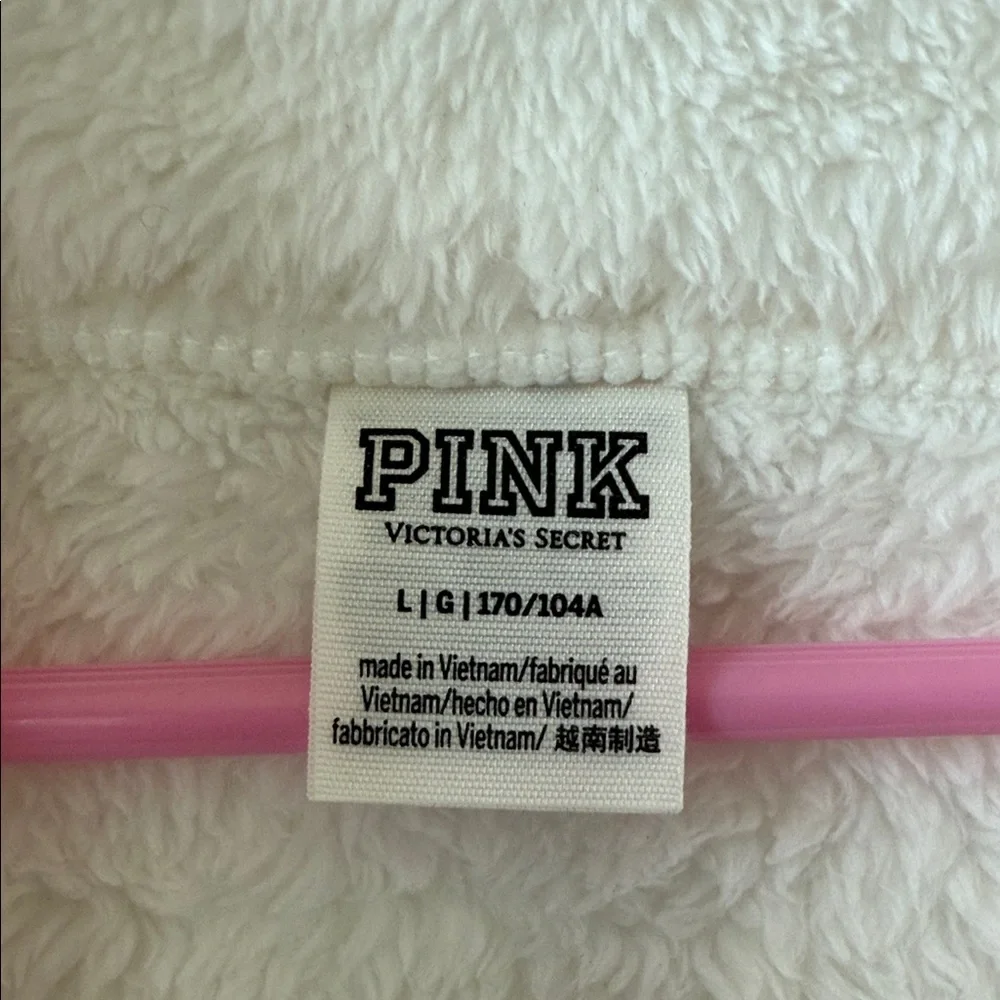 PINK
VICTORIA'S SECRET
L | G | 170/104A
made in Vietnam/fabriqué au
Vietnam/hecho en Vietnam/
fabbricato in Vietnam/ 越南制造